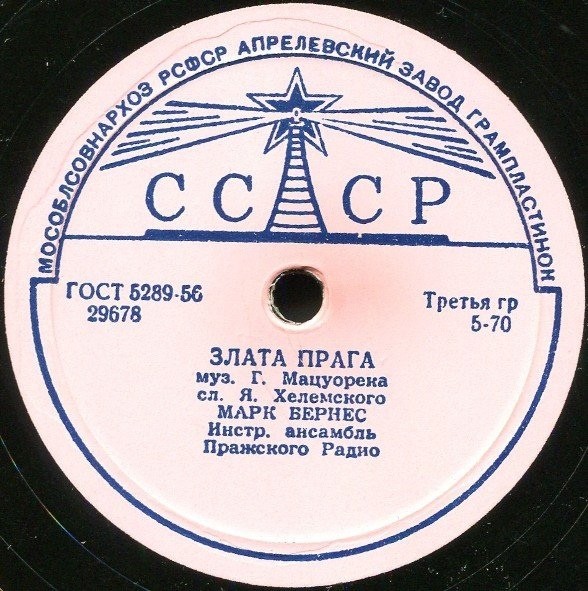 МОСОБЛСОВНАРХОЗ РСФСР АПРЕЛЕВСКИЙ ЗАВОД ГРАМПЛАСТИНОК
СССР
ГОСТ 5289-56
29678
Третья гр
5-70
ЗЛАТА ПРАГА
муз. Г. Мацуорека
сл. Я. Хелемского
МАРК БЕРНЕС
Инстр. ансамбль
Пражского Радио